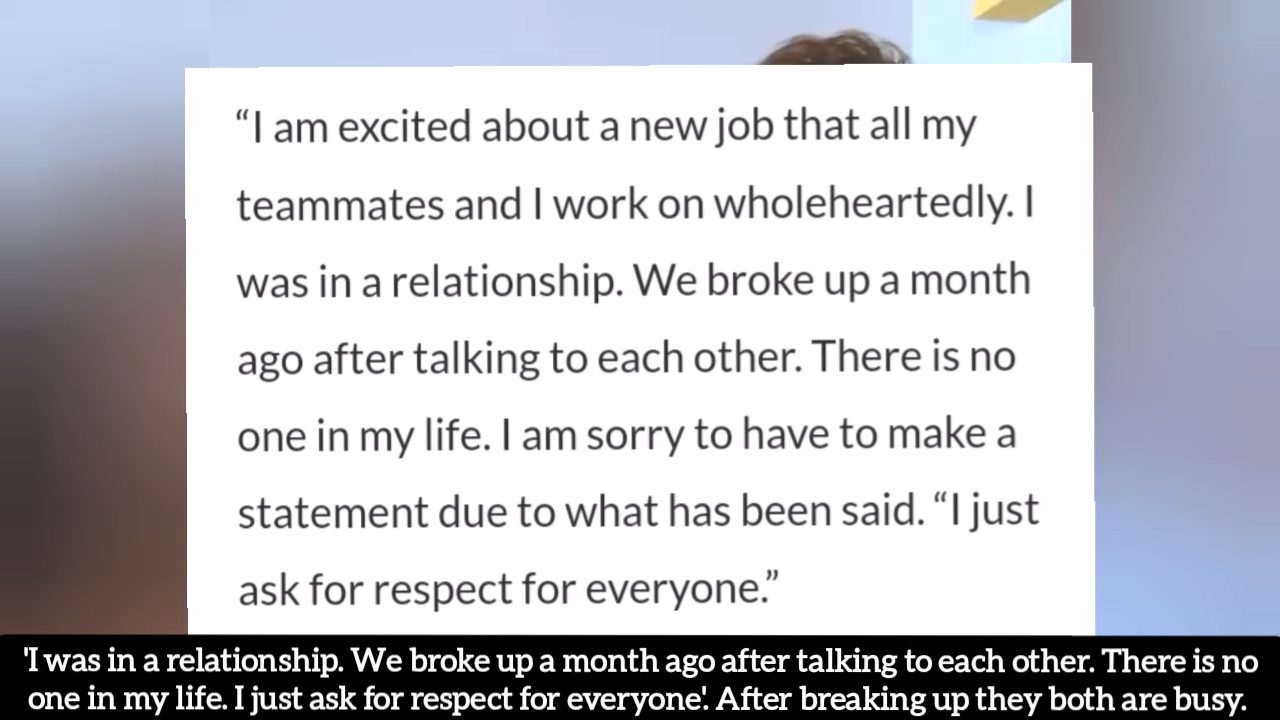 “I am excited about a new job that all my
teammates and I work on wholeheartedly. I
was in a relationship. We broke up a month
ago after talking to each other. There is no
one in my life. I am sorry to have to make a
statement due to what has been said. “I just
ask for respect for everyone.”
'I was in a relationship. We broke up a month ago after talking to each other. There is no
one in my life. I just ask for respect for everyone'. After breaking up they both are busy.